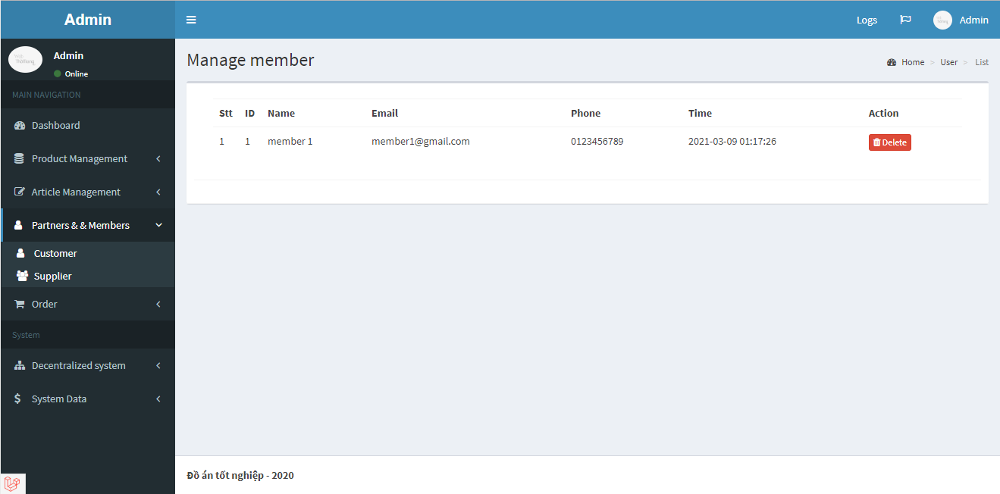 Admin
Logs
Admin
Admin
Online
MAIN NAVIGATION
Dashboard
Product Management
Article Management
Partners & & Members
Customer
Supplier
Order
System
Decentralized system
System Data
Manage member
Home > User > List
Stt ID Name Email Phone Time Action
1 1 member 1 member1@gmail.com 0123456789 2021-03-09 01:17:26 Delete
Đồ án tốt nghiệp - 2020